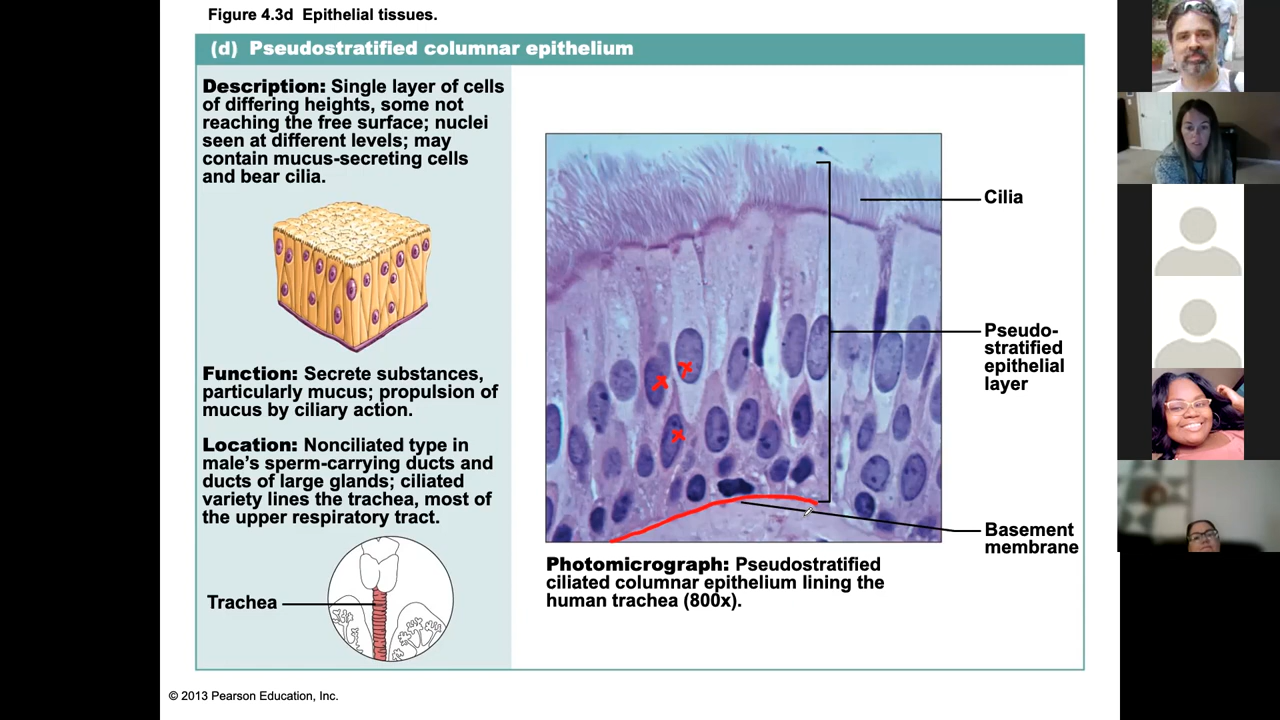 Figure 4.3d  Epithelial tissues.
(d)  Pseudostratified columnar epithelium
Description: Single layer of cells
of differing heights, some not
reaching the free surface; nuclei
seen at different levels; may
contain mucus-secreting cells
and bear cilia.
Function: Secrete substances,
particularly mucus; propulsion of
mucus by ciliary action.
Location: Nonciliated type in
male’s sperm-carrying ducts and
ducts of large glands; ciliated
variety lines the trachea, most of
the upper respiratory tract.
Trachea
Cilia
Pseudo-
stratified
epithelial
layer
Basement
membrane
Photomicrograph: Pseudostratified
ciliated columnar epithelium lining the
human trachea (800x).
© 2013 Pearson Education, Inc.